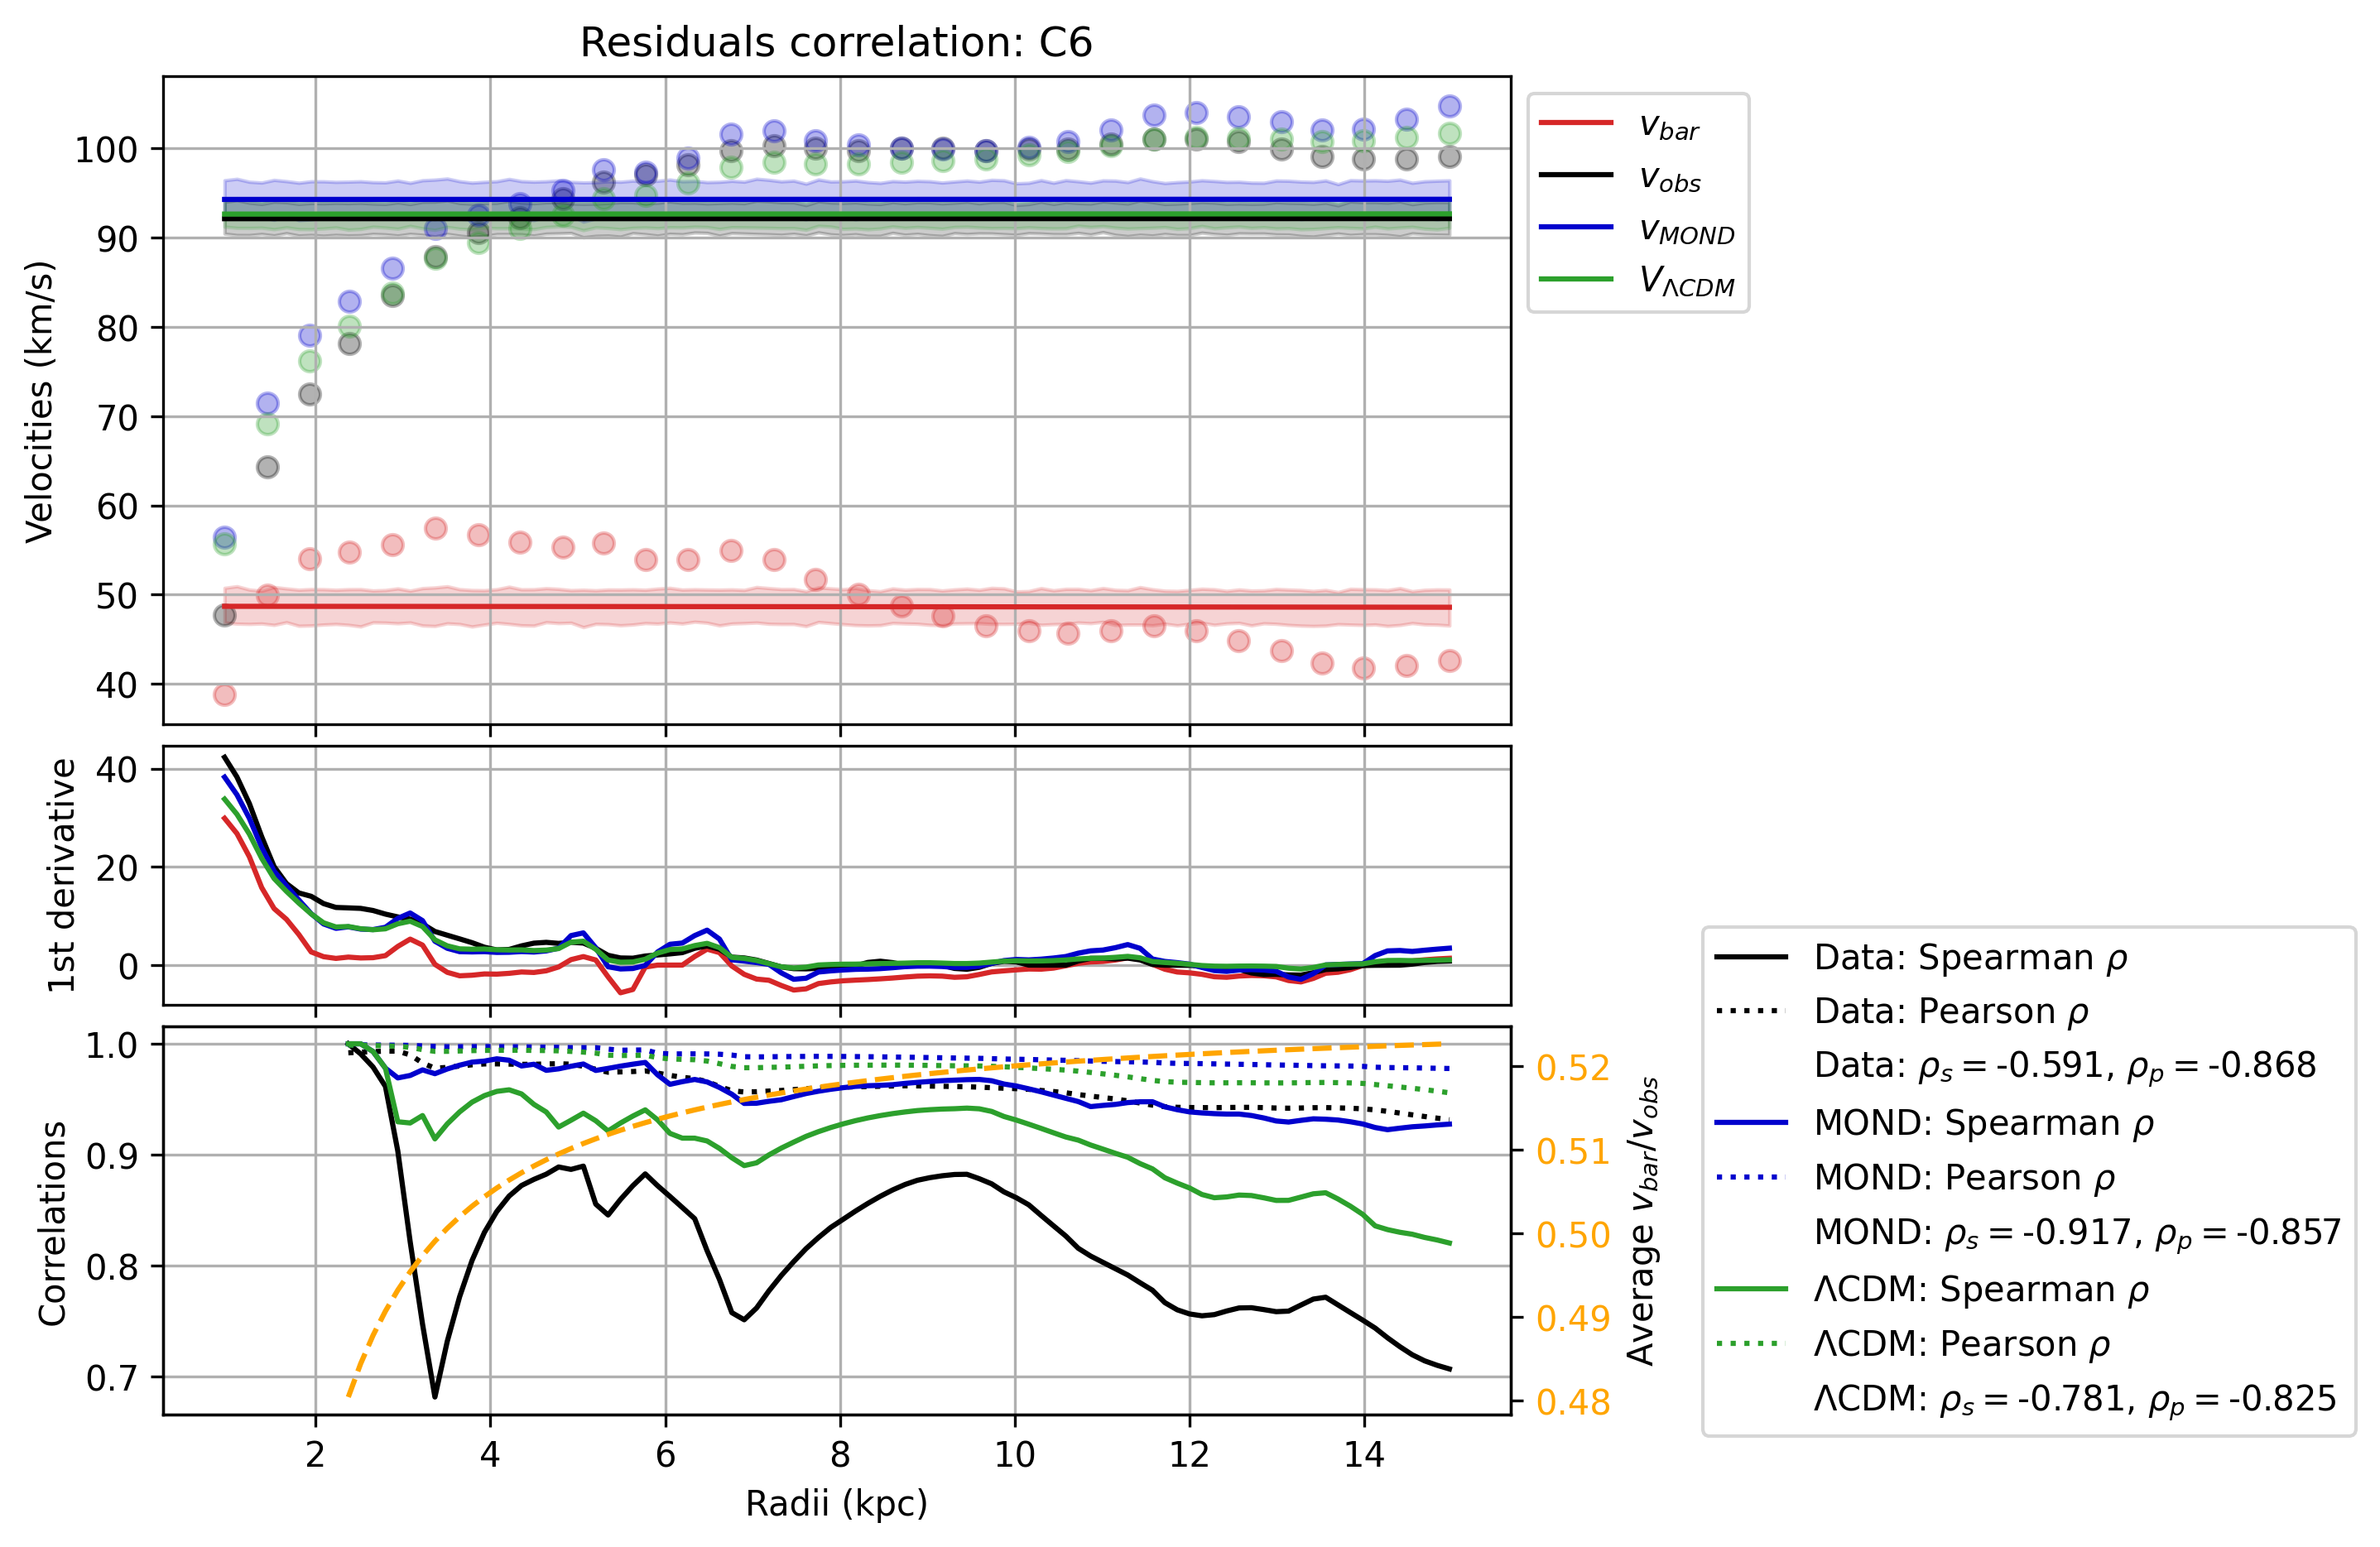 Residuals correlation: C6
Velocities (km/s)
100
90
80
70
60
50
40
v_bar
v_obs
v_MOND
V_ΛCDM
1st derivative
40
20
0
Correlations
1.0
0.9
0.8
0.7
0.52
0.51
0.50
0.49
0.48
Average v_bar/v_obs
2 4 6 8 10 12 14
Radii (kpc)
Data: Spearman ρ
Data: Pearson ρ
Data: ρ_s = -0.591, ρ_p = -0.868
MOND: Spearman ρ
MOND: Pearson ρ
MOND: ρ_s = -0.917, ρ_p = -0.857
ΛCDM: Spearman ρ
ΛCDM: Pearson ρ
ΛCDM: ρ_s = -0.781, ρ_p = -0.825